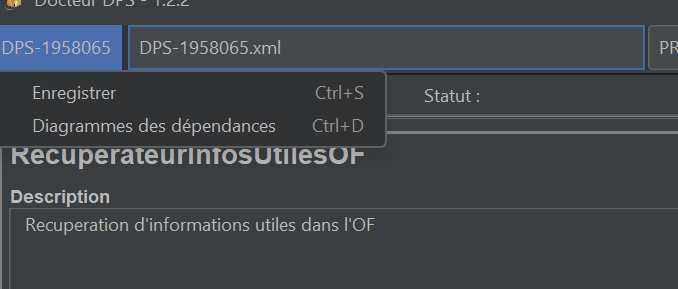 Docteur DPS - 1.2.2
DPS-1958065 DPS-1958065.xml PR
Enregistrer Ctrl+S
Statut :
Diagrammes des dépendances Ctrl+D
RecuperateurInfosUtilesOF
Description
Recuperation d'informations utiles dans l'OF